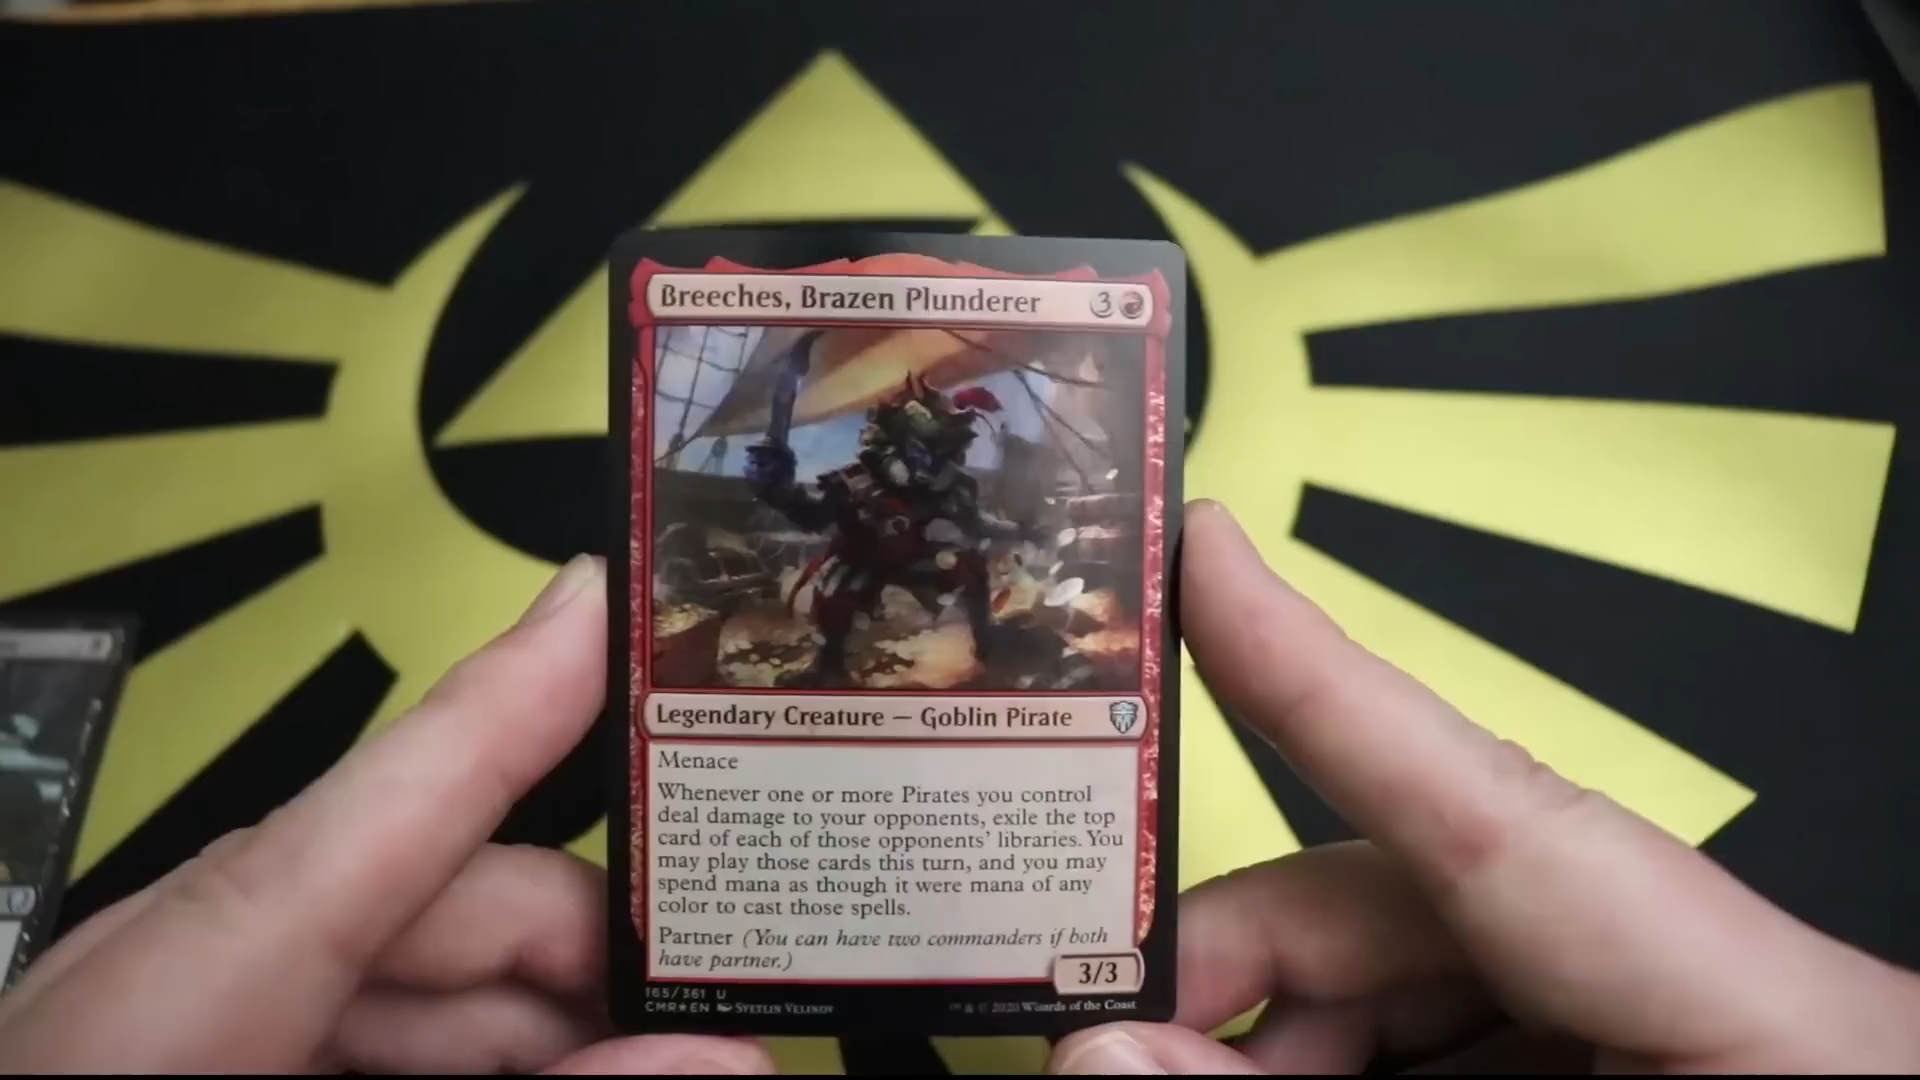 Breeches, Brazen Plunderer 3
Legendary Creature — Goblin Pirate
Menace
Whenever one or more Pirates you control
deal damage to your opponents, exile the top
card of each of those opponents' libraries. You
may play those cards this turn, and you may
spend mana as though it were mana of any
color to cast those spells.
Partner (You can have two commanders if both
have partner.)
3/3
165/361 U
CMR★EN Svetlin Velinov
™ & © 2020 Wizards of the Coast